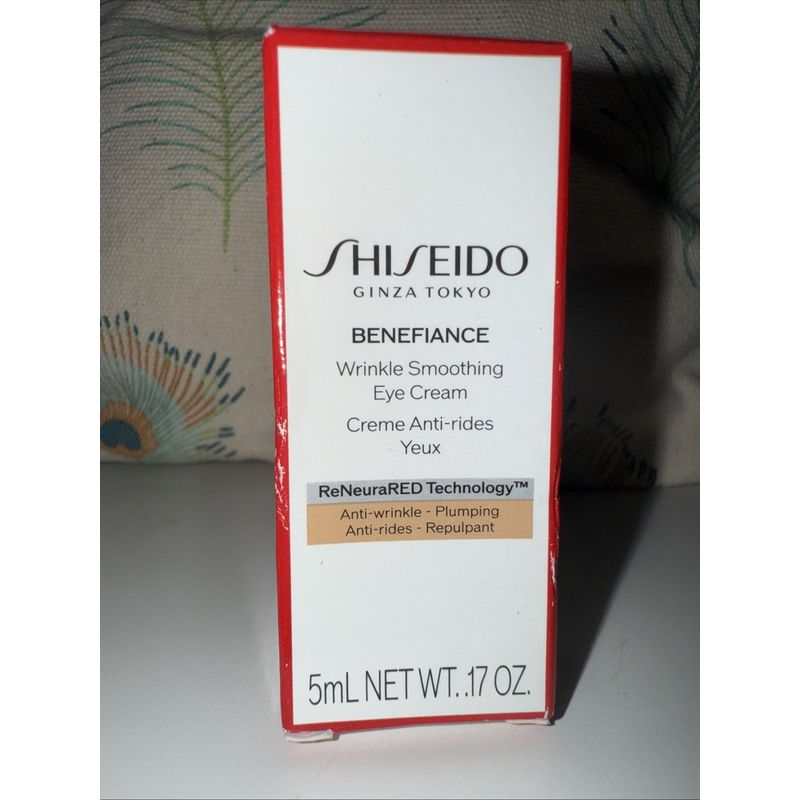 SHISEIDO
GINZA TOKYO
BENEFIANCE
Wrinkle Smoothing
Eye Cream
Creme Anti-rides
Yeux
ReNeuraRED Technology™
Anti-wrinkle - Plumping
Anti-rides - Repulpant
5mL NET WT. .17 OZ.